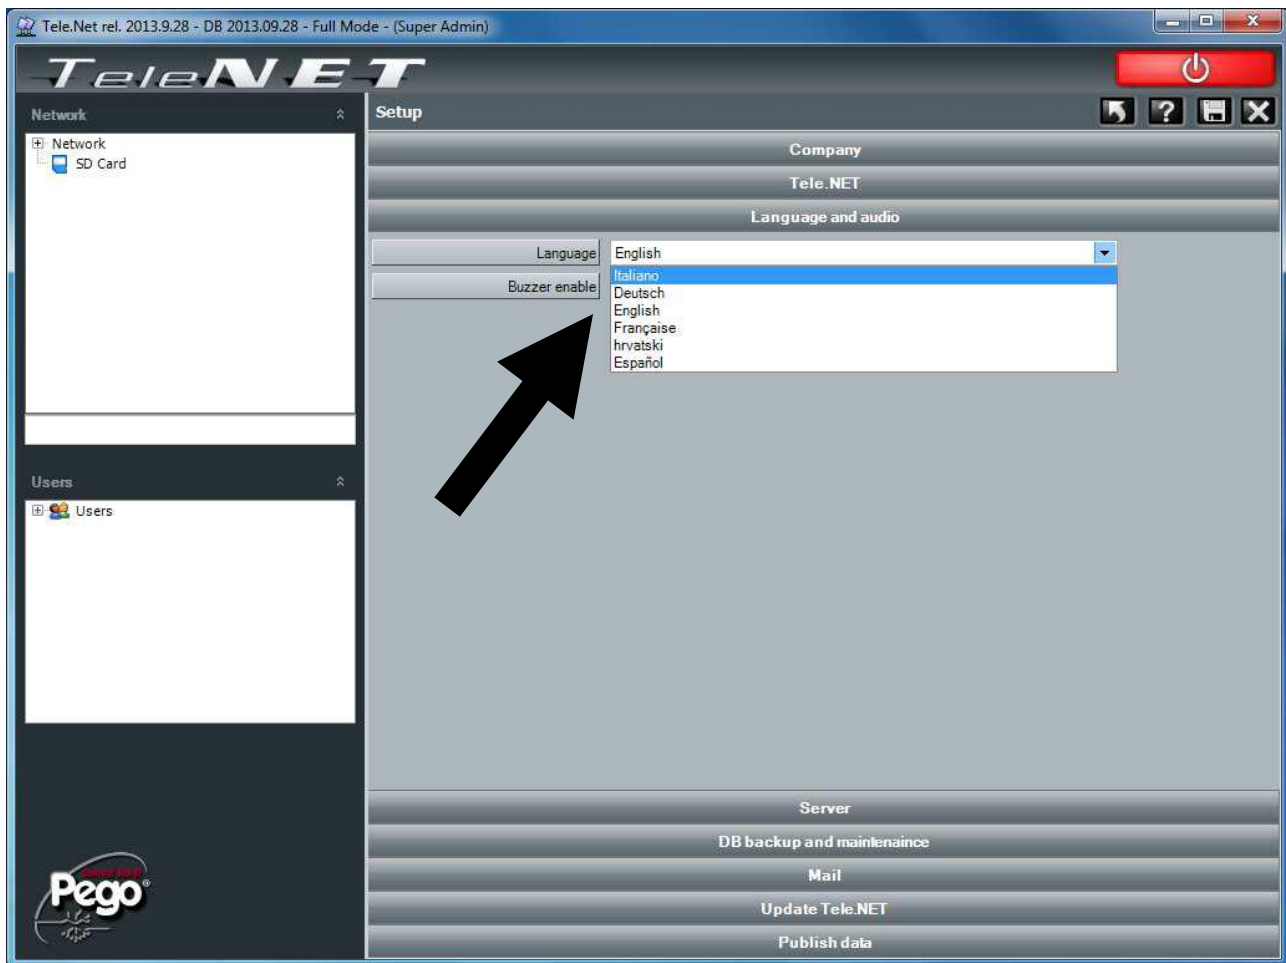 Tele.Net rel. 2013.9.28 - DB 2013.09.28 - Full Mode - (Super Admin)
TeleNET
Network
Network
SD Card
Users
Users
Pego®
Setup
Company
Tele.NET
Language and audio
Language English
Buzzer enable
Italiano
Deutsch
English
Française
hrvatski
Español
Server
DB backup and maintenaince
Mail
Update Tele.NET
Publish data